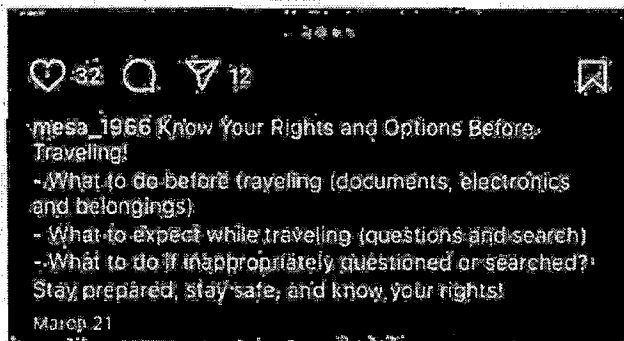 32 12
mesa_1966 Know Your Rights and Options Before
Traveling!
- What to do before traveling (documents, electronics
and belongings)
- What to expect while traveling (questions and search)
- What to do if inappropriately questioned or searched?
Stay prepared, stay safe, and know your rights!
March 21